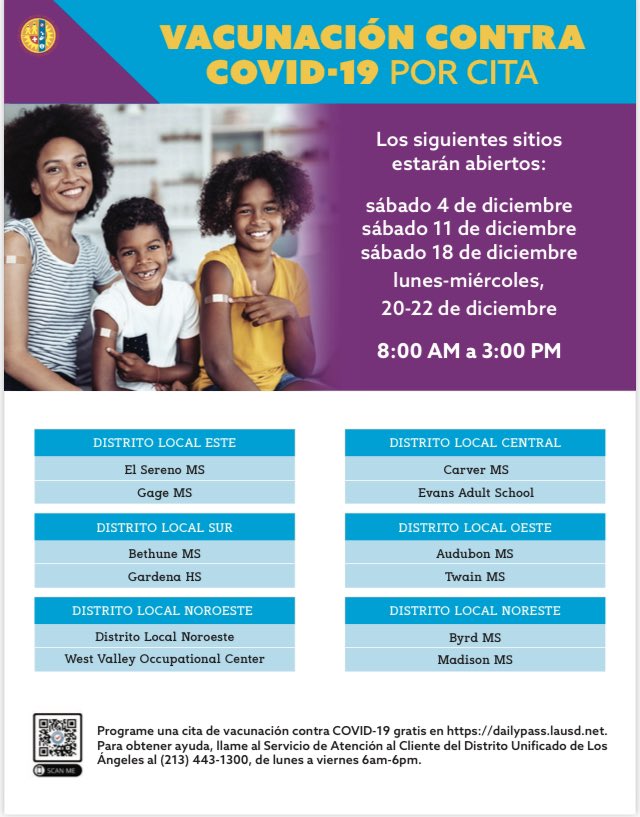 VACUNACIÓN CONTRA
COVID-19 POR CITA
Los siguientes sitios
estarán abiertos:
sábado 4 de diciembre
sábado 11 de diciembre
sábado 18 de diciembre
lunes-miércoles,
20-22 de diciembre
8:00 AM a 3:00 PM
DISTRITO LOCAL ESTE
El Sereno MS
Gage MS
DISTRITO LOCAL CENTRAL
Carver MS
Evans Adult School
DISTRITO LOCAL SUR
Bethune MS
Gardena HS
DISTRITO LOCAL OESTE
Audubon MS
Twain MS
DISTRITO LOCAL NOROESTE
Distrito Local Noroeste
West Valley Occupational Center
DISTRITO LOCAL NORESTE
Byrd MS
Madison MS
SCAN ME
Programe una cita de vacunación contra COVID-19 gratis en https://dailypass.lausd.net.
Para obtener ayuda, llame al Servicio de Atención al Cliente del Distrito Unificado de Los
Ángeles al (213) 443-1300, de lunes a viernes 6am-6pm.